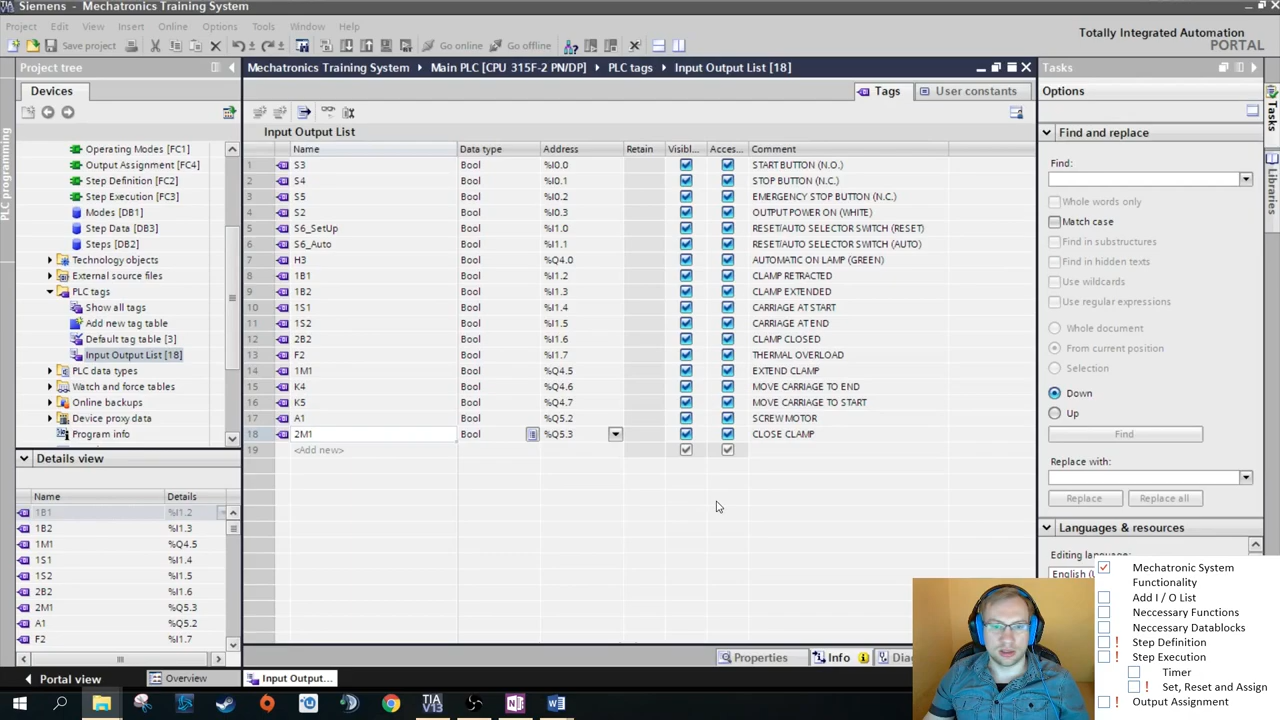 Siemens - Mechatronics Training System
Project Edit View Insert Online Options Tools Window Help
Totally Integrated Automation
PORTAL
Save project Go online Go offline
Project tree
Devices
Operating Modes [FC1]
Output Assignment [FC4]
Step Definition [FC2]
Step Execution [FC3]
Modes [DB1]
Step Data [DB3]
Steps [DB2]
Technology objects
External source files
PLC tags
Show all tags
Add new tag table
Default tag table [3]
Input Output List [18]
PLC data types
Watch and force tables
Online backups
Device proxy data
Program info
Details view
Name Details
1B1 %I1.2
1B2 %I1.3
1M1 %Q4.5
1S1 %I1.4
1S2 %I1.5
2B2 %I1.6
2M1 %Q5.3
A1 %Q5.2
F2 %I1.7
PLC programming
Mechatronics Training System Main PLC [CPU 315F-2 PN/DP] PLC tags Input Output List [18]
Tags User constants
Input Output List
Name Data type Address Retain Visibl... Acces... Comment
1 S3 Bool %I0.0 START BUTTON (N.O.)
2 S4 Bool %I0.1 STOP BUTTON (N.C.)
3 S5 Bool %I0.2 EMERGENCY STOP BUTTON (N.C.)
4 S2 Bool %I0.3 OUTPUT POWER ON (WHITE)
5 S6_SetUp Bool %I1.0 RESET/AUTO SELECTOR SWITCH (RESET)
6 S6_Auto Bool %I1.1 RESET/AUTO SELECTOR SWITCH (AUTO)
7 H3 Bool %Q4.0 AUTOMATIC ON LAMP (GREEN)
8 1B1 Bool %I1.2 CLAMP RETRACTED
9 1B2 Bool %I1.3 CLAMP EXTENDED
10 1S1 Bool %I1.4 CARRIAGE AT START
11 1S2 Bool %I1.5 CARRIAGE AT END
12 2B2 Bool %I1.6 CLAMP CLOSED
13 F2 Bool %I1.7 THERMAL OVERLOAD
14 1M1 Bool %Q4.5 EXTEND CLAMP
15 K4 Bool %Q4.6 MOVE CARRIAGE TO END
16 K5 Bool %Q4.7 MOVE CARRIAGE TO START
17 A1 Bool %Q5.2 SCREW MOTOR
18 2M1 Bool %Q5.3 CLOSE CLAMP
19 <Add new>
Properties Info Diag
Tasks
Options
Find and replace
Find:
Whole words only
Match case
Find in substructures
Find in hidden texts
Use wildcards
Use regular expressions
Whole document
From current position
Selection
Down
Up
Find
Replace with:
Replace Replace all
Languages & resources
Editing language:
English (U
Tasks
Libraries
Mechatronic System
Functionality
Add I / O List
Neccessary Functions
Neccessary Datablocks
! Step Definition
! Step Execution
Timer
! Set, Reset and Assign
! Output Assignment
Portal view Overview Input Output...